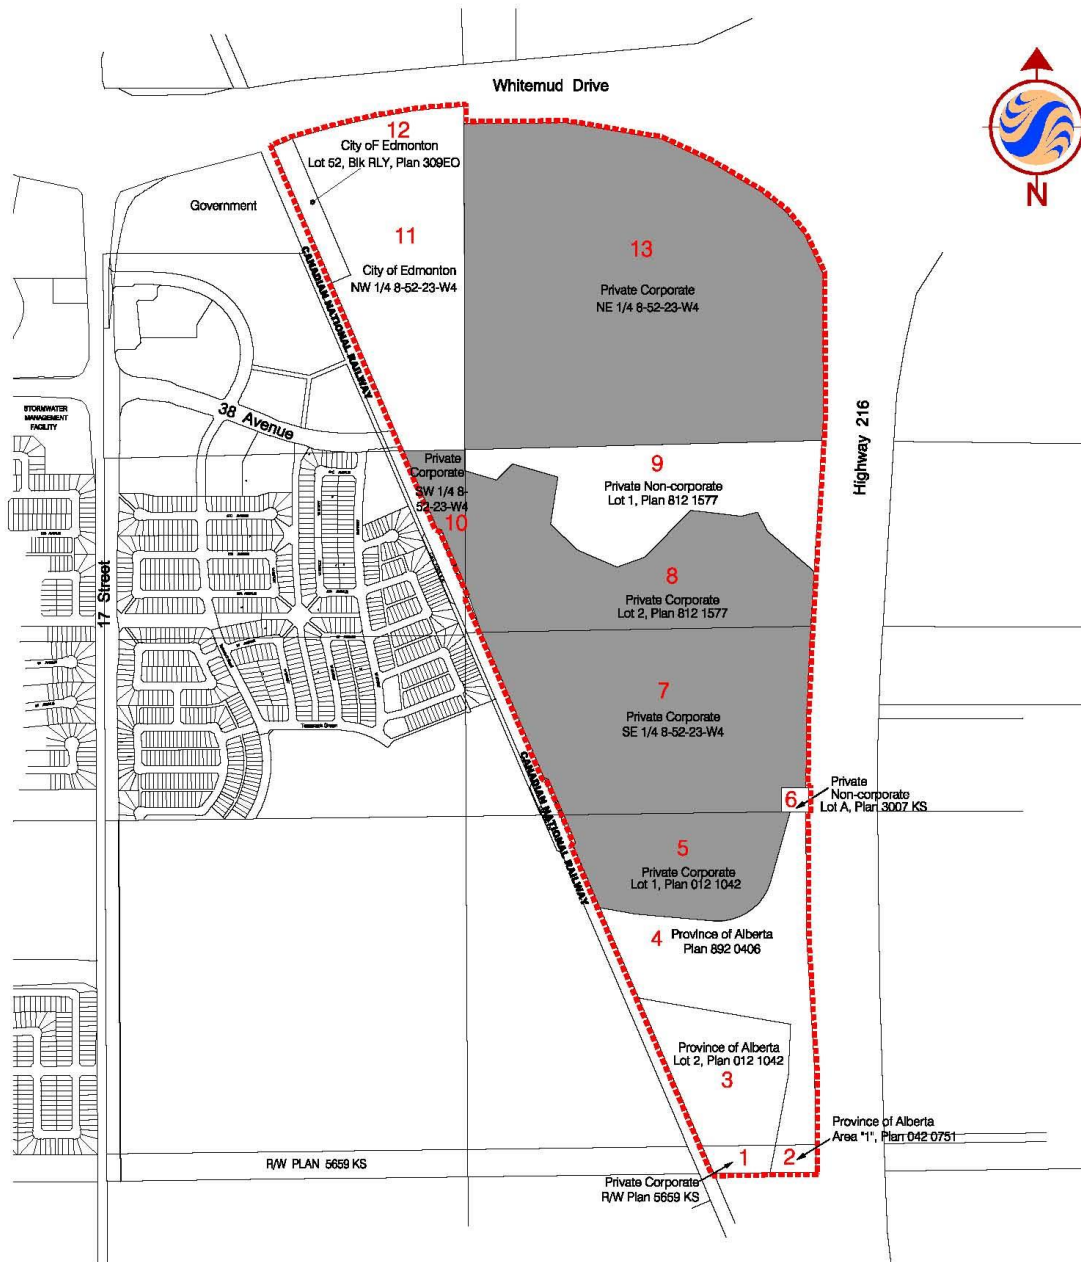 Whitemud Drive
12
City oF Edmonton
Lot 52, Blk RLY, Plan 309EO
N
Government
11
City of Edmonton
NW 1/4 8-52-23-W4
13
Private Corporate
NE 1/4 8-52-23-W4
CANADIAN NATIONAL RAILWAY
38 Avenue
STORMWATER
MANAGEMENT
FACILITY
Highway 216
Private
Corporate
SW 1/4 8-
52-23-W4
10
9
Private Non-corporate
Lot 1, Plan 812 1577
17 Street
8
Private Corporate
Lot 2, Plan 812 1577
7
Private Corporate
SE 1/4 8-52-23-W4
CANADIAN NATIONAL RAILWAY
6
Private
Non-corporate
Lot A, Plan 3007 KS
5
Private Corporate
Lot 1, Plan 012 1042
4
Province of Alberta
Plan 892 0406
Province of Alberta
Lot 2, Plan 012 1042
3
Province of Alberta
Area "1", Plan 042 0751
1
2
R/W PLAN 5659 KS
Private Corporate
R/W Plan 5659 KS